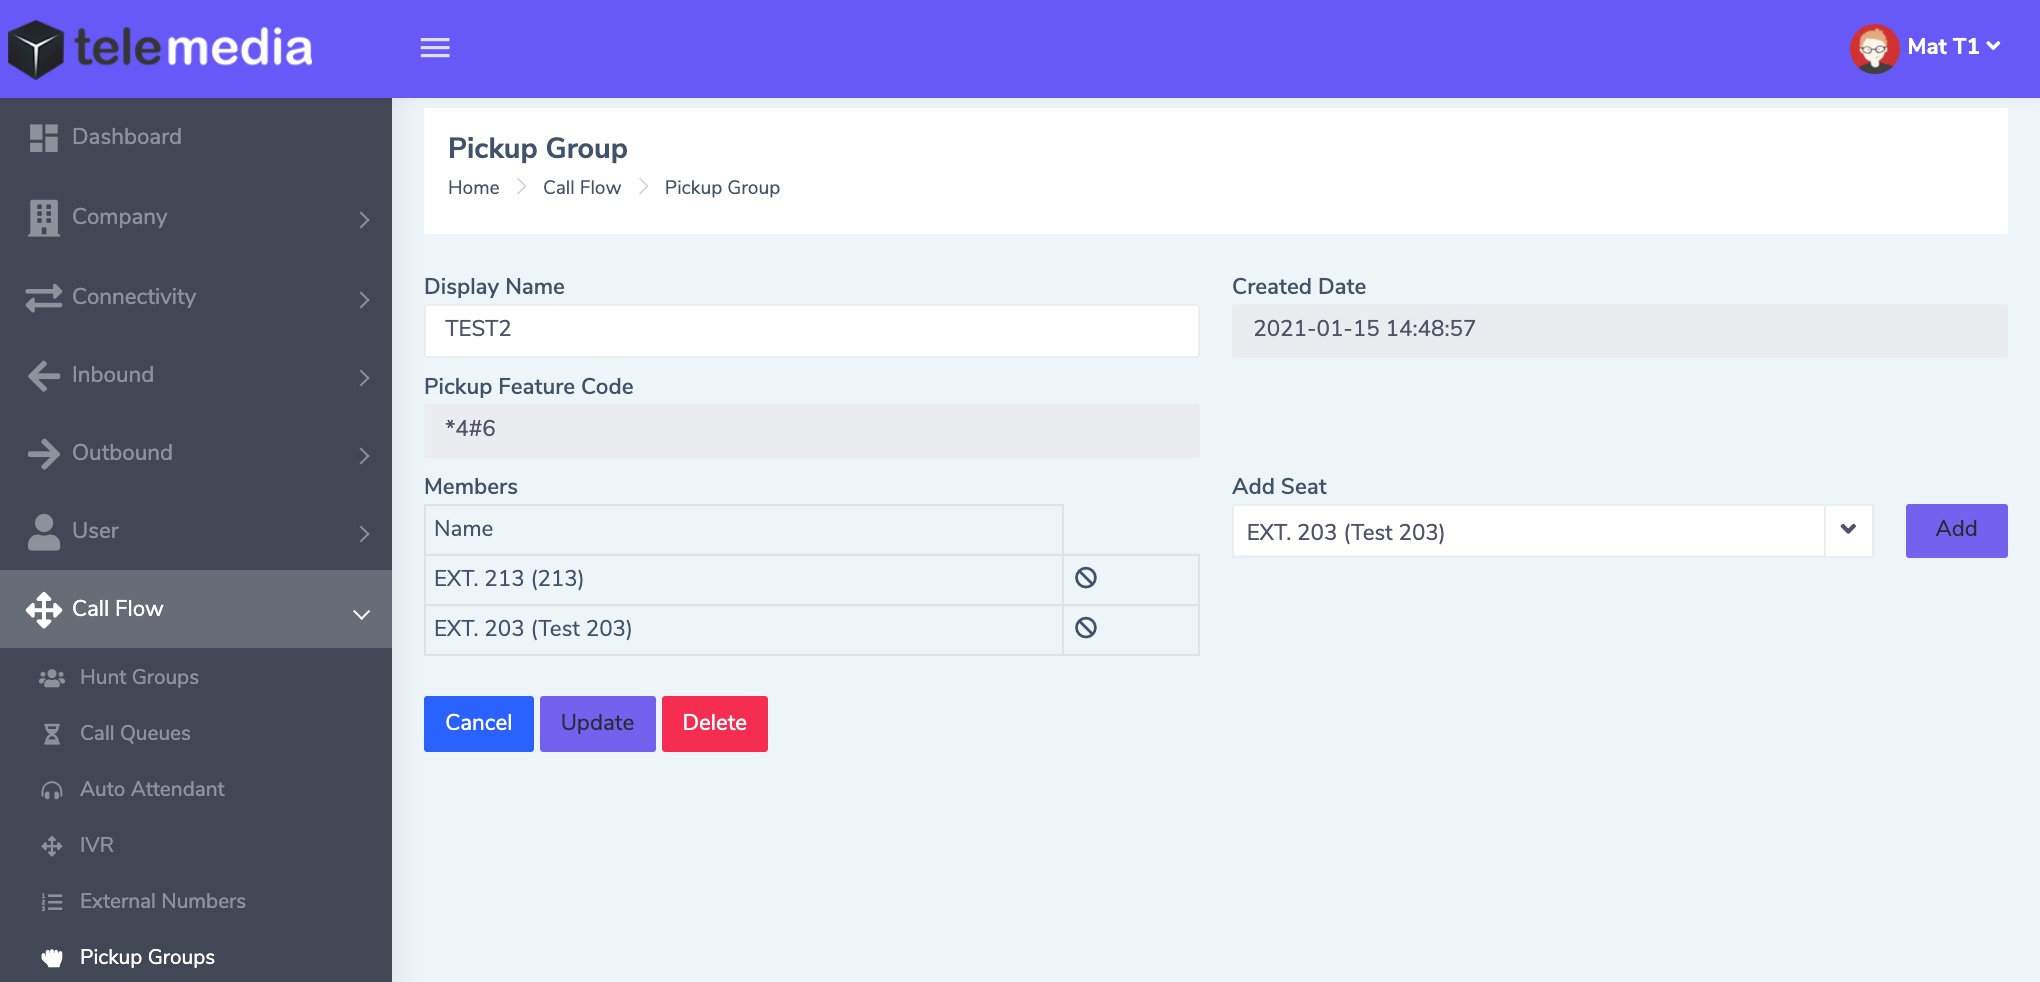 telemedia
Mat T1
Dashboard
Company
Connectivity
Inbound
Outbound
User
Call Flow
Hunt Groups
Call Queues
Auto Attendant
IVR
External Numbers
Pickup Groups
Pickup Group
Home Call Flow Pickup Group
Display Name
TEST2
Created Date
2021-01-15 14:48:57
Pickup Feature Code
*4#6
Members
Name
EXT. 213 (213)
EXT. 203 (Test 203)
Add Seat
EXT. 203 (Test 203)
Add
Cancel Update Delete